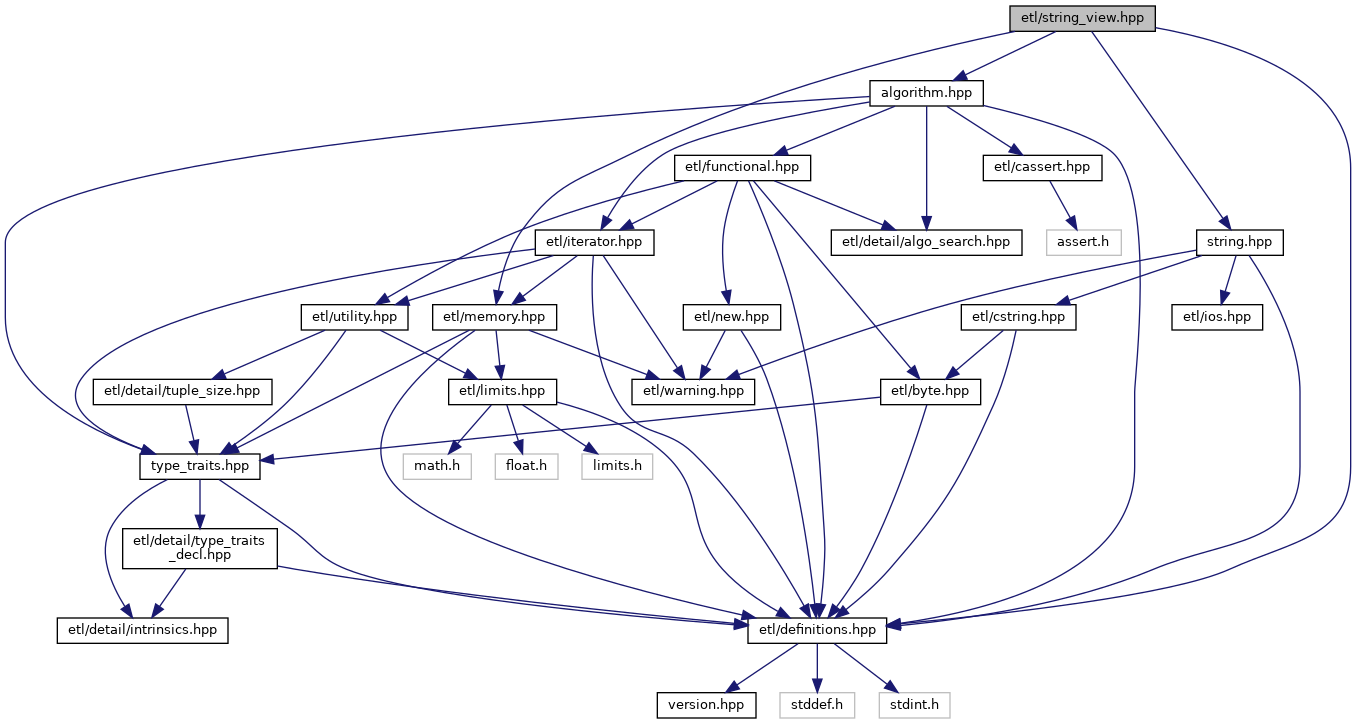 etl/string_view.hpp
algorithm.hpp
etl/functional.hpp
etl/cassert.hpp
etl/iterator.hpp
etl/detail/algo_search.hpp
assert.h
string.hpp
etl/utility.hpp
etl/memory.hpp
etl/new.hpp
etl/cstring.hpp
etl/ios.hpp
etl/detail/tuple_size.hpp
etl/limits.hpp
etl/warning.hpp
etl/byte.hpp
type_traits.hpp
math.h
float.h
limits.h
etl/detail/type_traits
_decl.hpp
etl/detail/intrinsics.hpp
etl/definitions.hpp
version.hpp
stddef.h
stdint.h